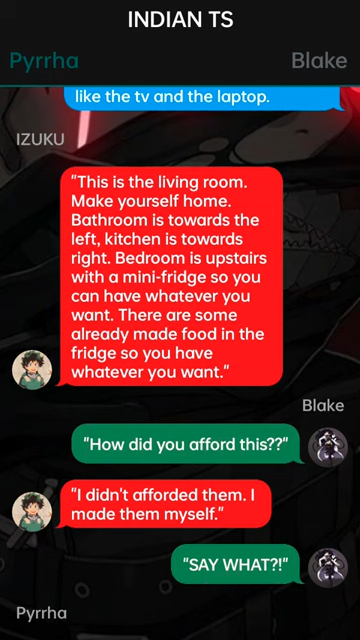 INDIAN TS
Pyrrha
Blake
like the tv and the laptop.
IZUKU
"This is the living room.
Make yourself home.
Bathroom is towards the
left, kitchen is towards
right. Bedroom is upstairs
with a mini-fridge so you
can have whatever you
want. There are some
already made food in the
fridge so you have
whatever you want."
Blake
"How did you afford this??"
"I didn't afforded them. I
made them myself."
"SAY WHAT?!"
Pyrrha